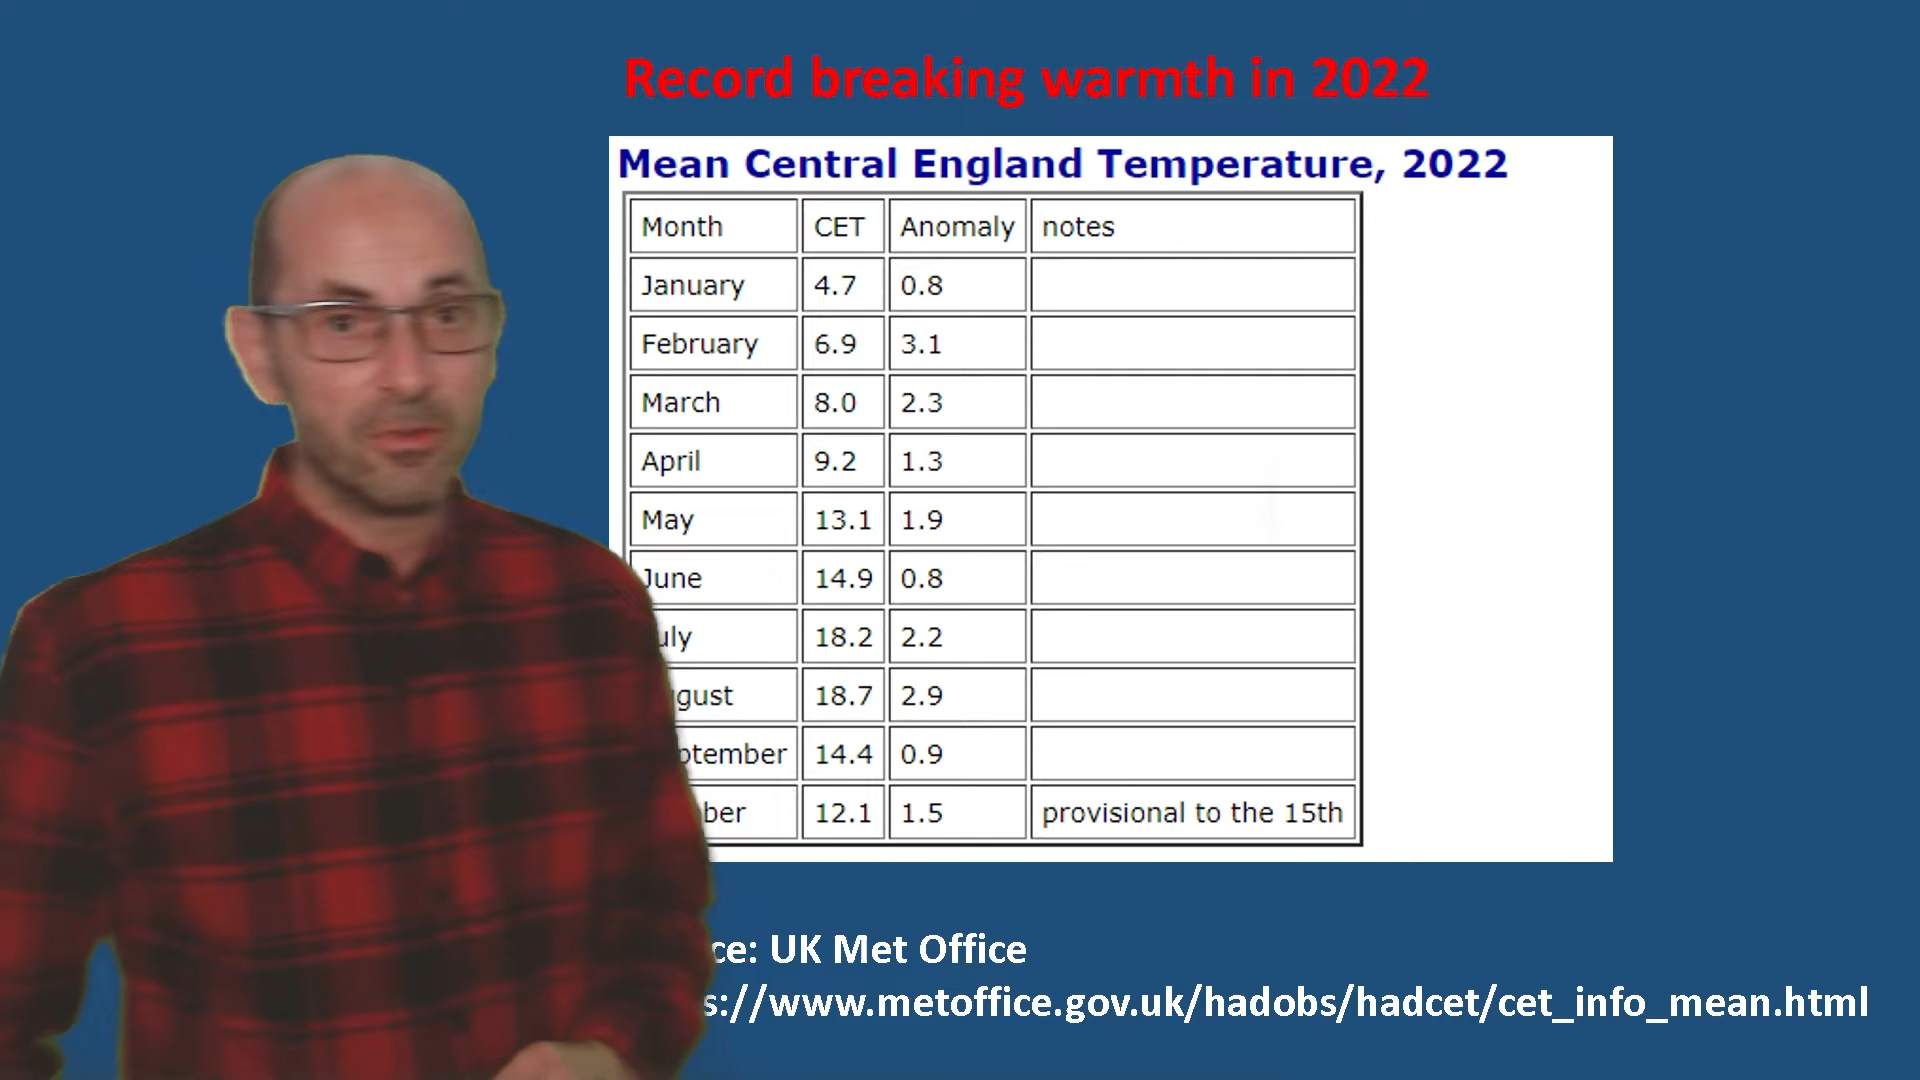 Record breaking warmth in 2022
Mean Central England Temperature, 2022
Month CET Anomaly notes
January 4.7 0.8
February 6.9 3.1
March 8.0 2.3
April 9.2 1.3
May 13.1 1.9
June 14.9 0.8
uly 18.2 2.2
gust 18.7 2.9
ptember 14.4 0.9
ber 12.1 1.5 provisional to the 15th
ce: UK Met Office
s://www.metoffice.gov.uk/hadobs/hadcet/cet_info_mean.html